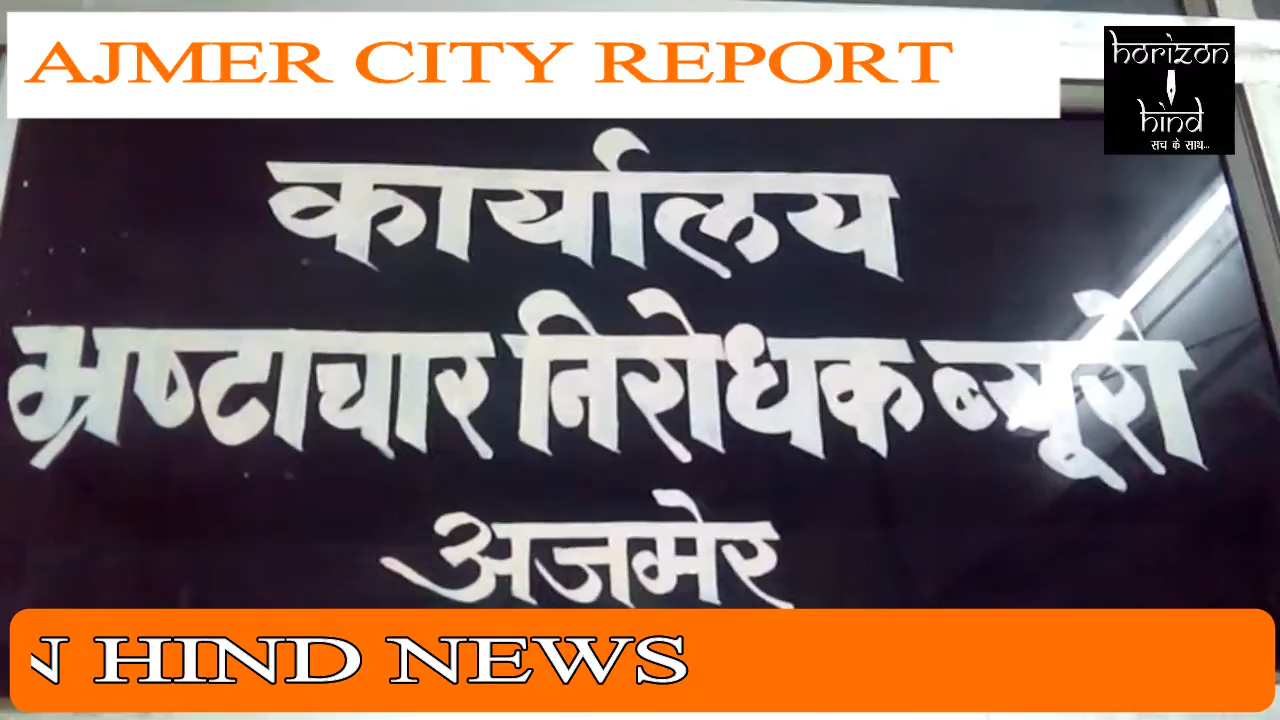 AJMER CITY REPORT
horizon
hind
सच के साथ...
कार्यालय
भ्रष्टाचार निरोधक ब्यूरो
अजमेर
N HIND NEWS